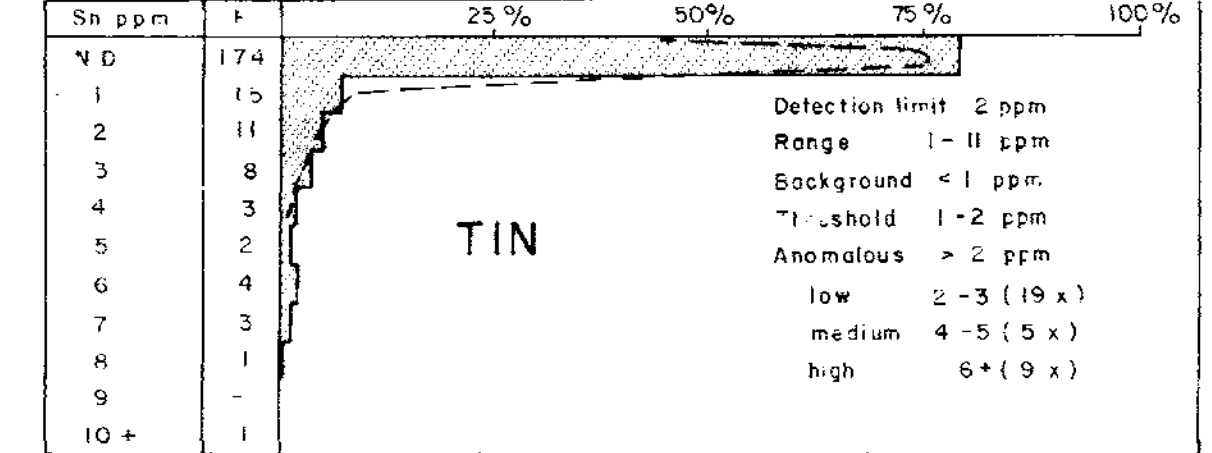 Sn ppm F 25% 50% 75% 100%
ND 174
1 15
2 11
3 8
4 3
5 2
6 4
7 3
8 1
9 -
10 + 1
TIN
Detection limit 2 ppm
Range 1 - 11 ppm
Background < 1 ppm
Threshold 1 - 2 ppm
Anomalous > 2 ppm
low 2 - 3 ( 19 x )
medium 4 - 5 ( 5 x )
high 6 + ( 9 x )